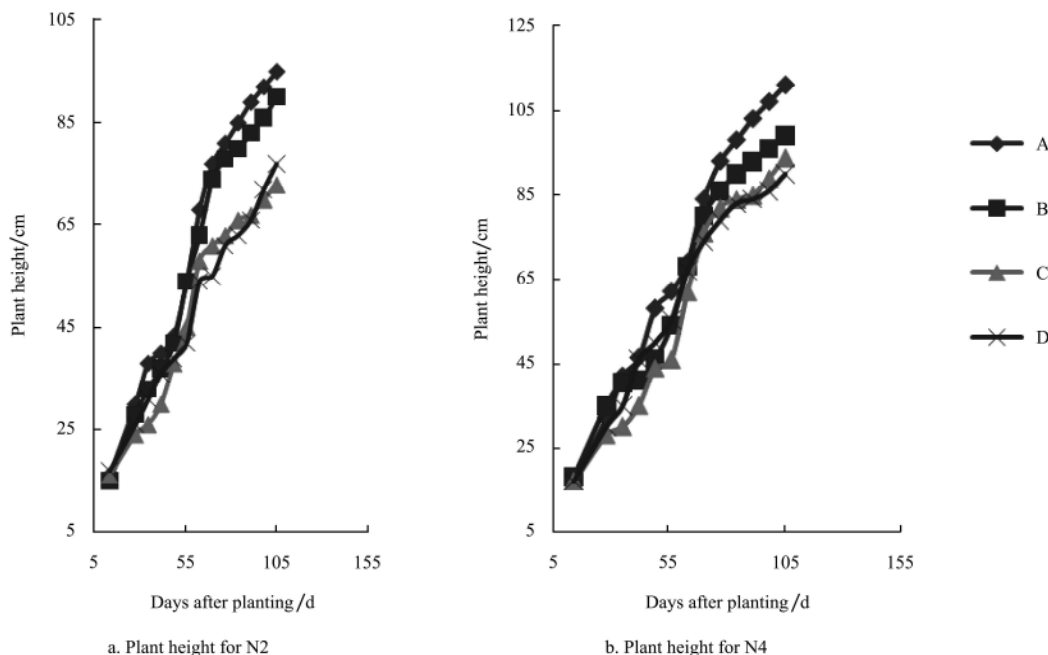 105
85
65
45
25
5
5
55
105
155
Plant height/cm
Days after planting/d
a. Plant height for N2
125
105
85
65
45
25
5
5
55
105
155
Plant height/cm
Days after planting/d
b. Plant height for N4
A
B
C
D